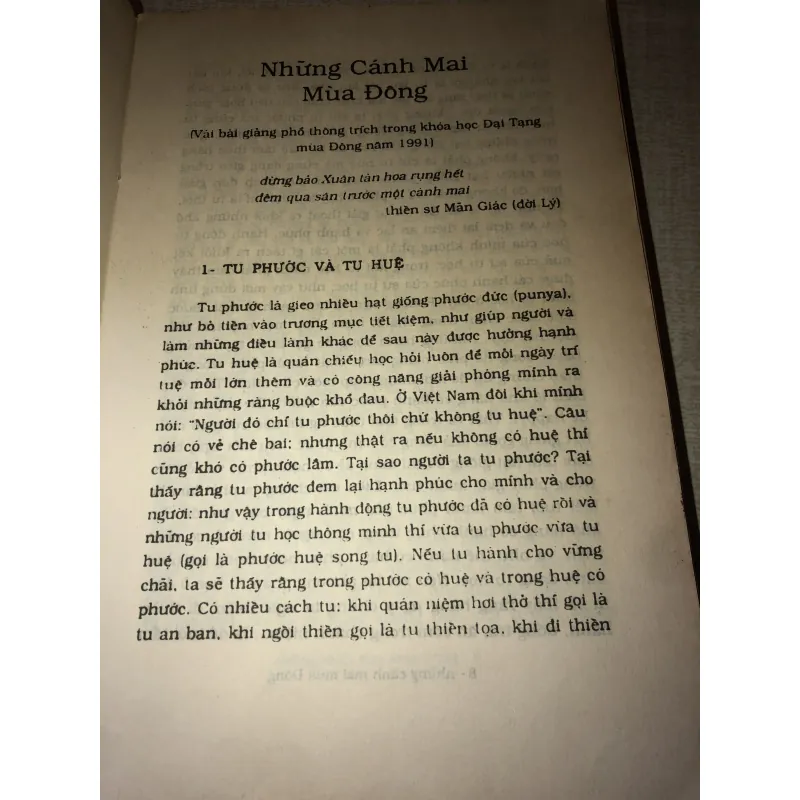 Những Cánh Mai
Mùa Đông
(Vài bài giảng phổ thông trích trong khóa học Đại Tạng
mùa Đông năm 1991)
đừng bảo Xuân tàn hoa rụng hết
đêm qua sân trước một cành mai
thiền sư Mãn Giác (đời Lý)
1- TU PHƯỚC VÀ TU HUỆ
Tu phước là gieo nhiều hạt giống phước đức (punya),
như bỏ tiền vào trương mục tiết kiệm, như giúp người và
làm những điều lành khác để sau này được hưởng hạnh
phúc. Tu huệ là quán chiếu học hỏi luôn để mỗi ngày trí
tuệ mỗi lớn thêm và có công năng giải phóng mình ra
khỏi những ràng buộc khổ đau. Ở Việt Nam đôi khi mình
nói: “Người đó chỉ tu phước thôi chứ không tu huệ”. Câu
nói có vẻ chê bai; nhưng thật ra nếu không có huệ thì
cũng khó có phước lắm. Tại sao người ta tu phước? Tại
thấy rằng tu phước đem lại hạnh phúc cho mình và cho
người: như vậy trong hành động tu phước đã có huệ rồi và
những người tu học thông minh thì vừa tu phước vừa tu
huệ (gọi là phước huệ song tu). Nếu tu hành cho vững
chãi, ta sẽ thấy rằng trong phước có huệ và trong huệ có
phước. Có nhiều cách tu: khi quán niệm hơi thở thì gọi là
tu an ban, khi ngồi thiền gọi là tu thiền tọa, khi đi thiền